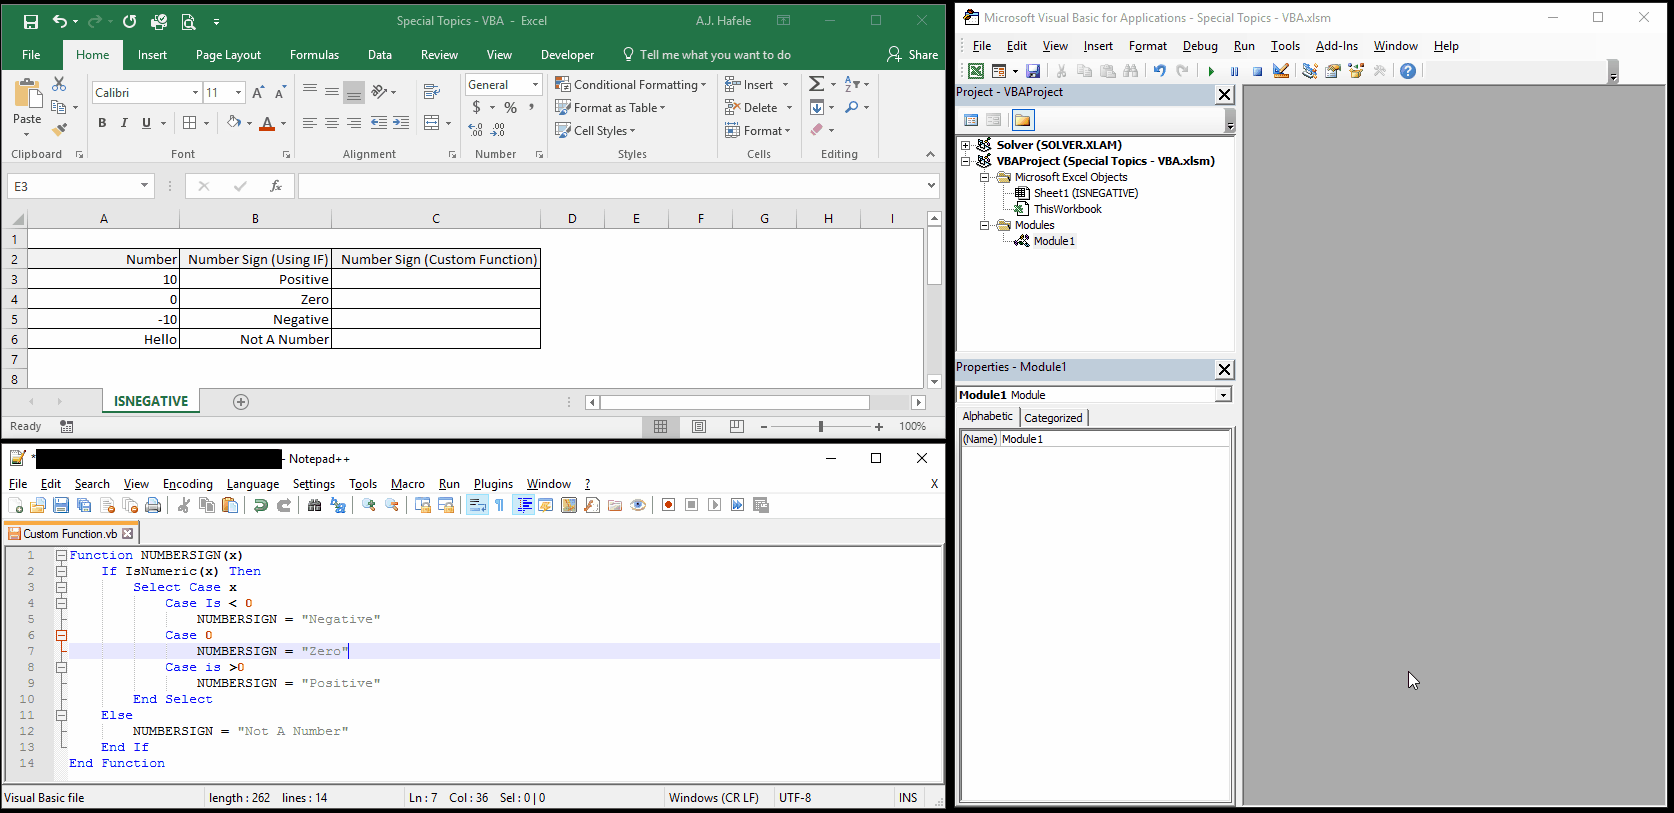 Special Topics - VBA - Excel
A.J. Hafele
File Home Insert Page Layout Formulas Data Review View Developer Tell me what you want to do Share
Paste
Calibri 11
B I U
A A
A
General
$ % ,
Conditional Formatting
Format as Table
Cell Styles
Insert
Delete
Format
Clipboard Font Alignment Number Styles Cells Editing
E3
fx
A B C D E F G H I
1
2 Number Number Sign (Using IF) Number Sign (Custom Function)
3 10 Positive
4 0 Zero
5 -10 Negative
6 Hello Not A Number
7
8
ISNEGATIVE
Ready
100%
* - Notepad++
File Edit Search View Encoding Language Settings Tools Macro Run Plugins Window ? X
Custom Function.vb
1 Function NUMBERSIGN(x)
2 If IsNumeric(x) Then
3 Select Case x
4 Case Is < 0
5 NUMBERSIGN = "Negative"
6 Case 0
7 NUMBERSIGN = "Zero"
8 Case is >0
9 NUMBERSIGN = "Positive"
10 End Select
11 Else
12 NUMBERSIGN = "Not A Number"
13 End If
14 End Function
Visual Basic file length : 262 lines : 14 Ln : 7 Col : 36 Sel : 0 | 0 Windows (CR LF) UTF-8 INS
Microsoft Visual Basic for Applications - Special Topics - VBA.xlsm
File Edit View Insert Format Debug Run Tools Add-Ins Window Help
Project - VBAProject
Solver (SOLVER.XLAM)
VBAProject (Special Topics - VBA.xlsm)
Microsoft Excel Objects
Sheet1 (ISNEGATIVE)
ThisWorkbook
Modules
Module1
Properties - Module1
Module1 Module
Alphabetic Categorized
(Name) Module1